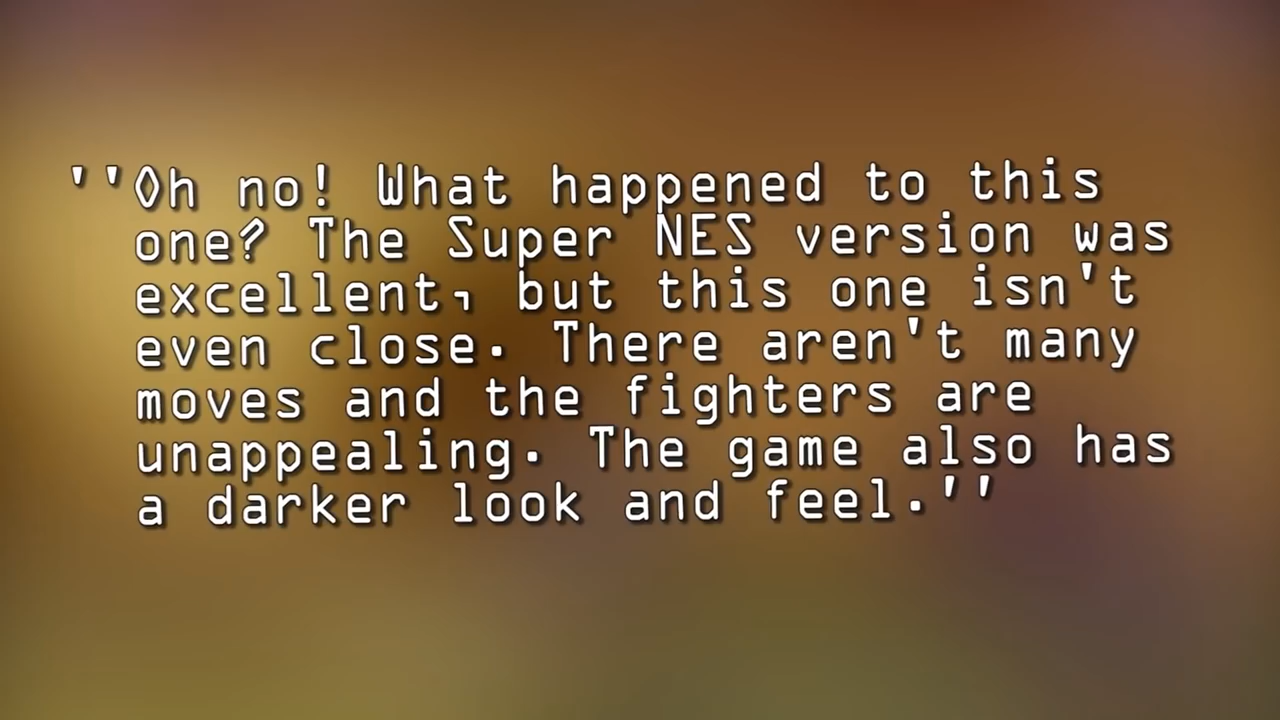 ''Oh no! What happened to this
one? The Super NES version was
excellent, but this one isn't
even close. There aren't many
moves and the fighters are
unappealing. The game also has
a darker look and feel.''